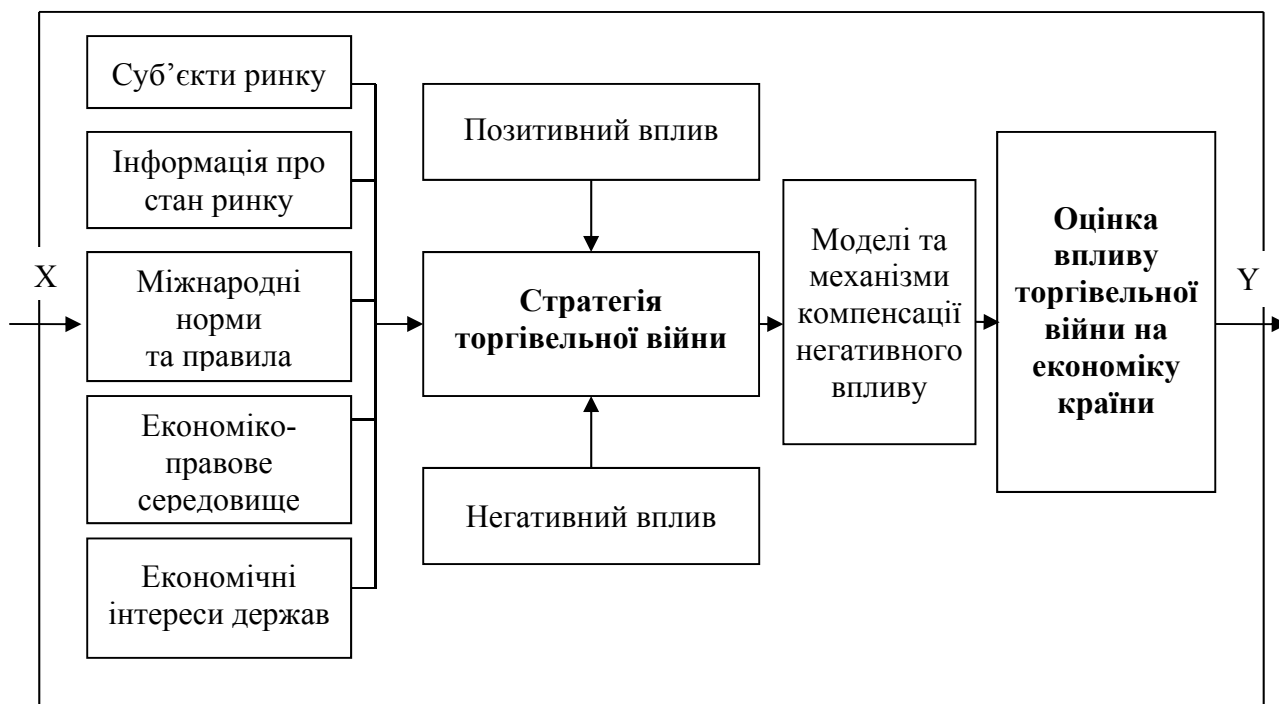 Суб’єкти ринку
Інформація про
стан ринку
X
Міжнародні
норми
та правила
Економіко-
правове
середовище
Економічні
інтереси держав
Позитивний вплив
Стратегія
торгівельної війни
Негативний вплив
Моделі та
механізми
компенсації
негативного
впливу
Оцінка
впливу
торгівельної
війни на
економіку
країни
Y